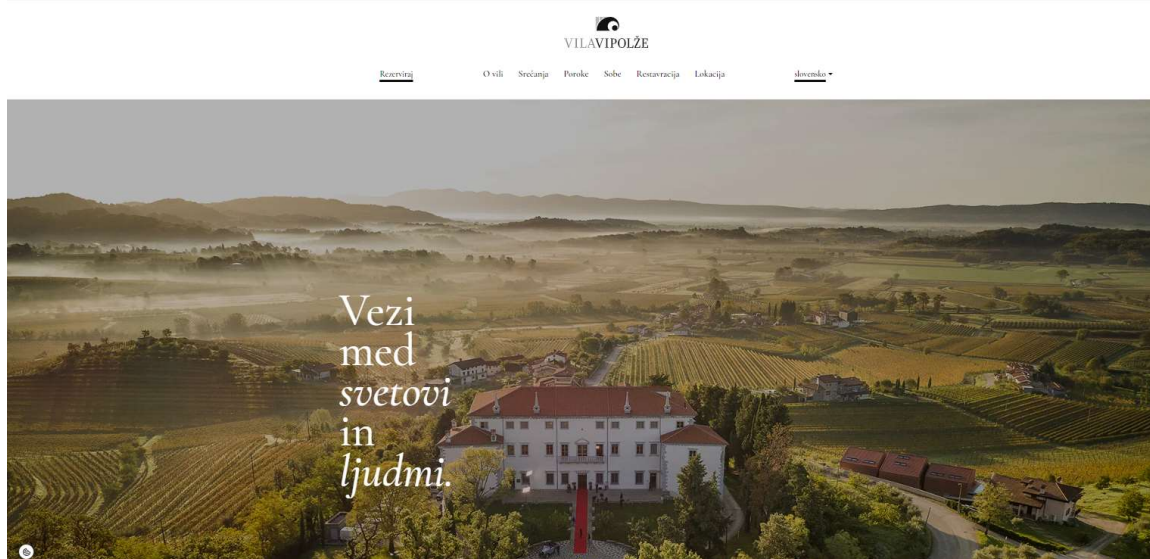 VILAVIPOLŽE
Rezerviraj O vili Srečanja Poroke Sobe Restavracija Lokacija slovensko
Vezi
med
svetovi
in
ljudmi.